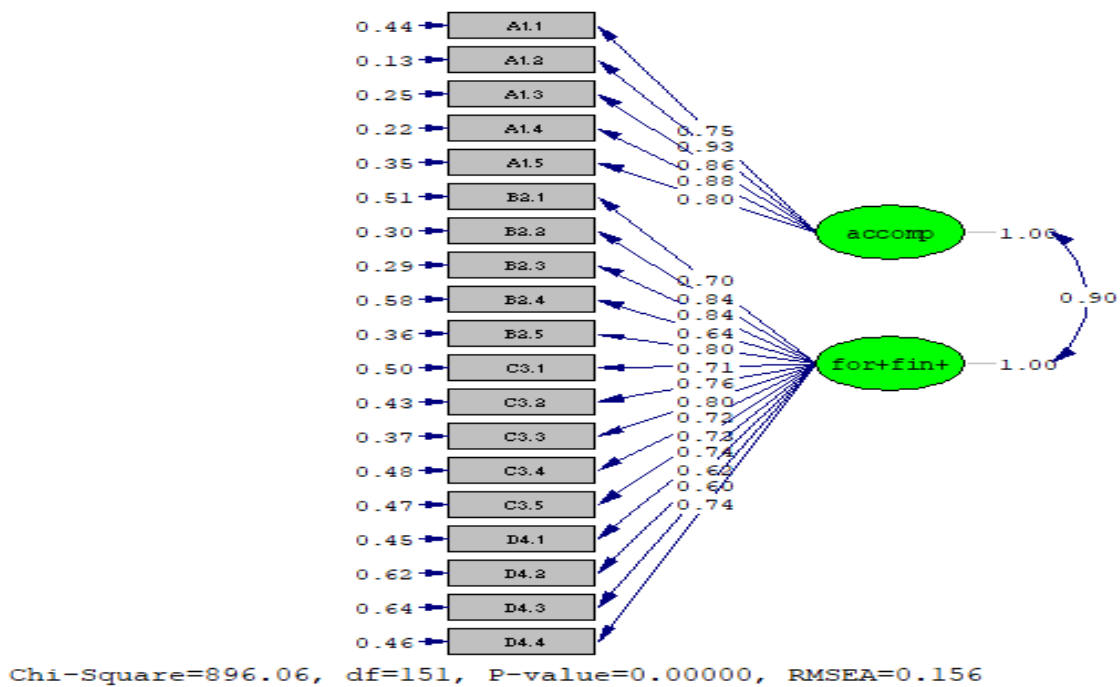 0.44 A1.1
0.13 A1.2
0.25 A1.3
0.22 A1.4
0.35 A1.5
0.51 B2.1
0.30 B2.2
0.29 B2.3
0.58 B2.4
0.36 B2.5
0.50 C3.1
0.43 C3.2
0.37 C3.3
0.48 C3.4
0.47 C3.5
0.45 D4.1
0.62 D4.2
0.64 D4.3
0.46 D4.4
0.75
0.93
0.86
0.88
0.80
0.70
0.84
0.84
0.64
0.80
0.71
0.76
0.80
0.72
0.73
0.74
0.62
0.60
0.74
accomp 1.00
0.90
for+fin+ 1.00
Chi-Square=896.06, df=151, P-value=0.00000, RMSEA=0.156